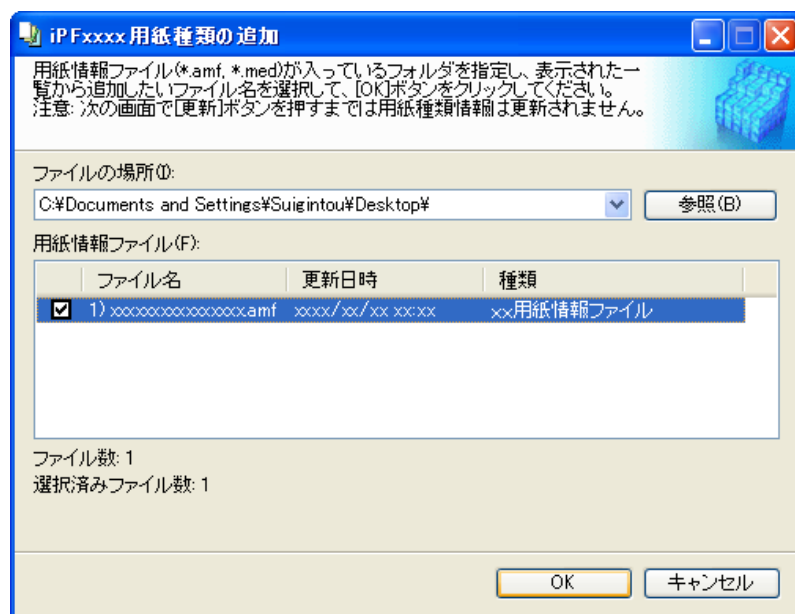 iPFxxxx 用紙種類の追加
用紙情報ファイル(*.amf, *.med)が入っているフォルダを指定し、表示された一
覧から追加したいファイル名を選択して、[OK]ボタンをクリックしてください。
注意: 次の画面で[更新]ボタンを押すまでは用紙種類情報は更新されません。
ファイルの場所(I):
C:¥Documents and Settings¥Suigintou¥Desktop¥
参照(B)
用紙情報ファイル(F):
ファイル名 更新日時 種類
1) xxxxxxxxxxxxxxxx.amf xxxx/xx/xx xx:xx xx用紙情報ファイル
ファイル数: 1
選択済みファイル数: 1
OK キャンセル